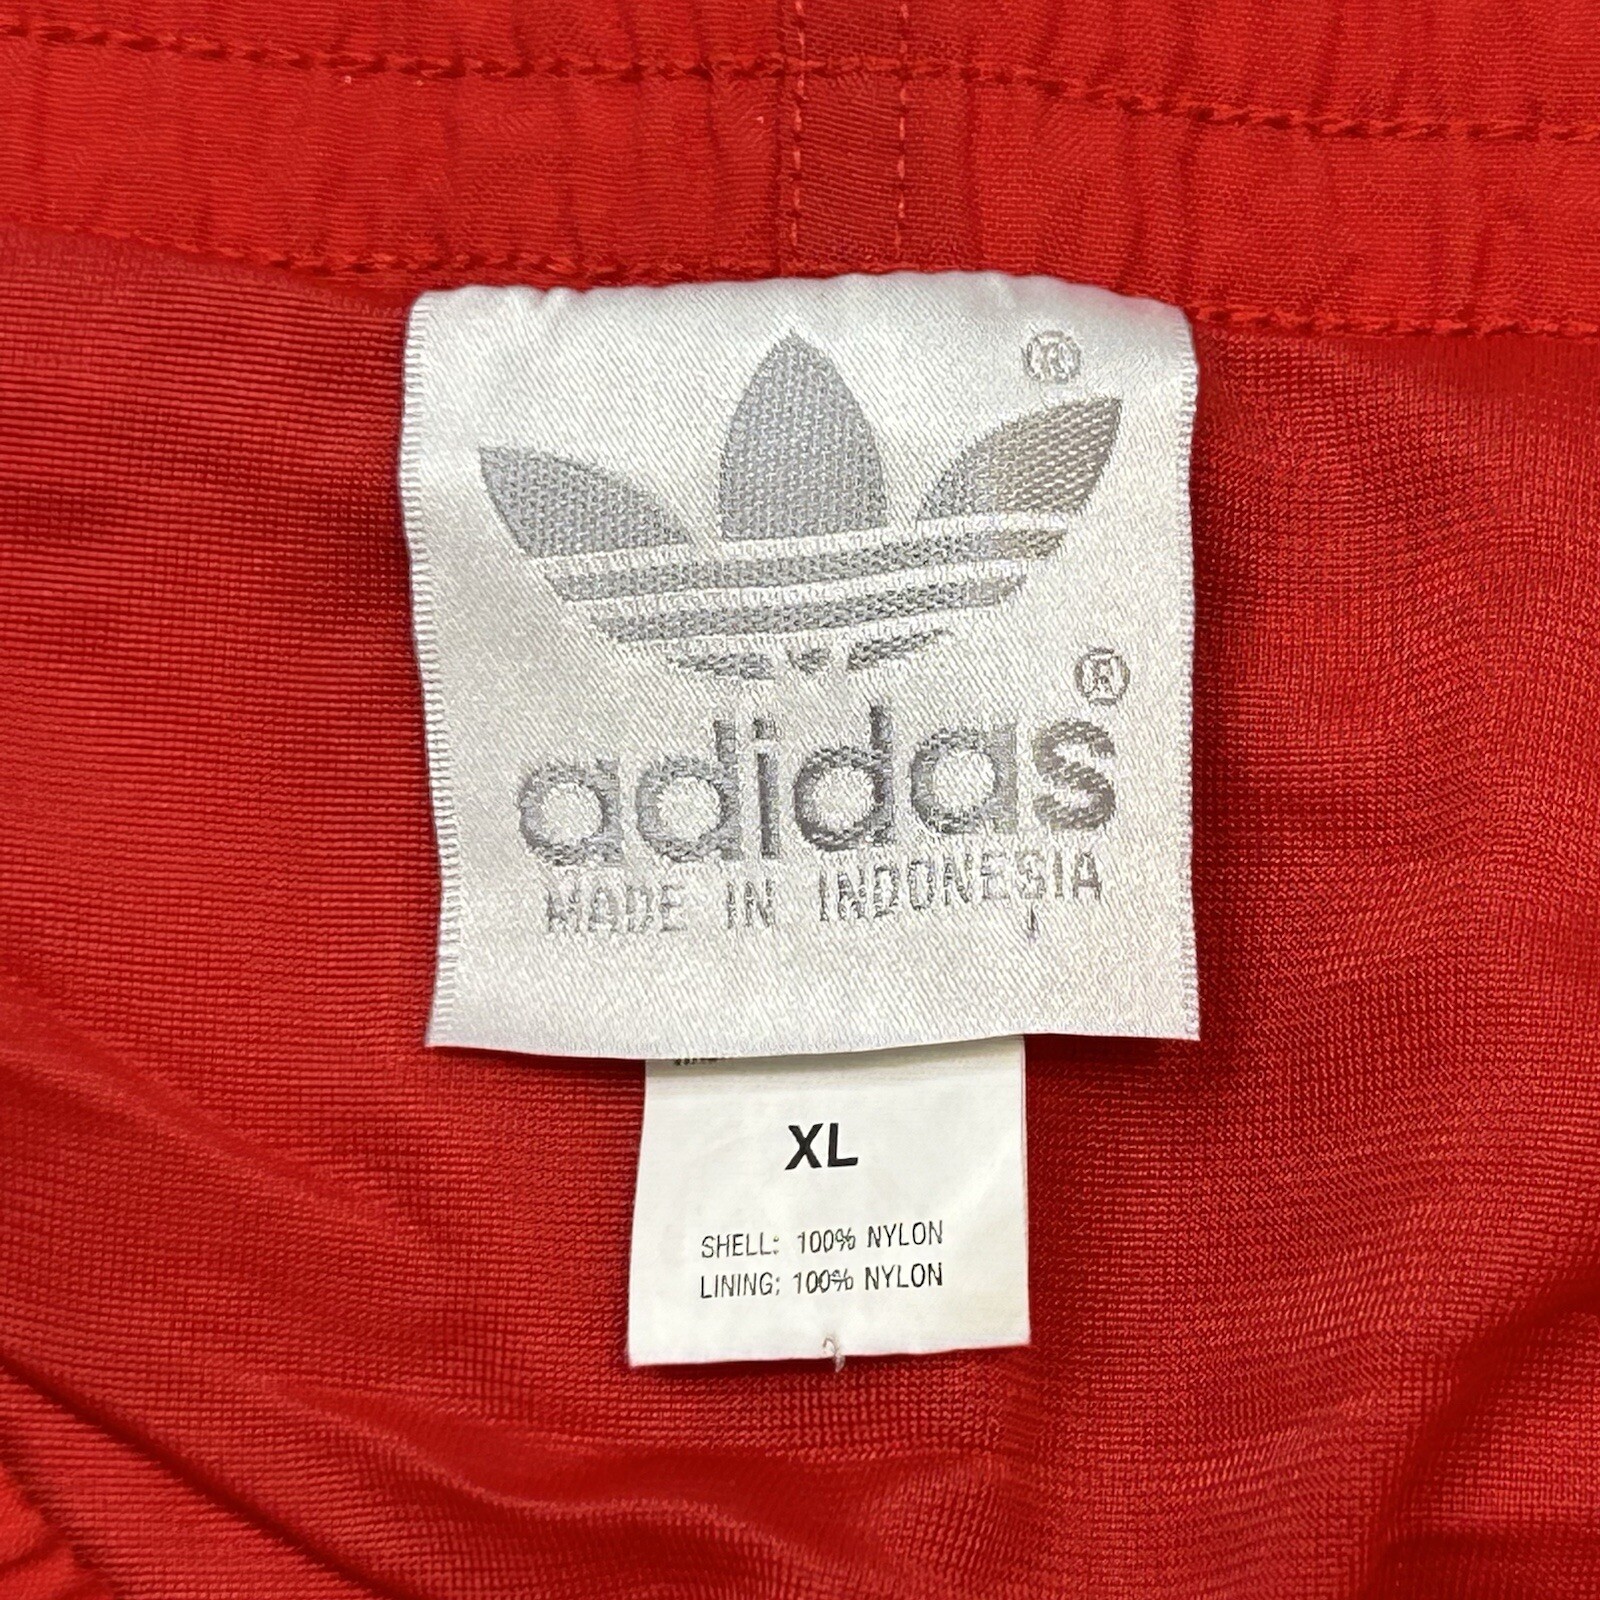 ®
®
adidas
MADE IN INDONESIA
XL
SHELL: 100% NYLON
LINING: 100% NYLON